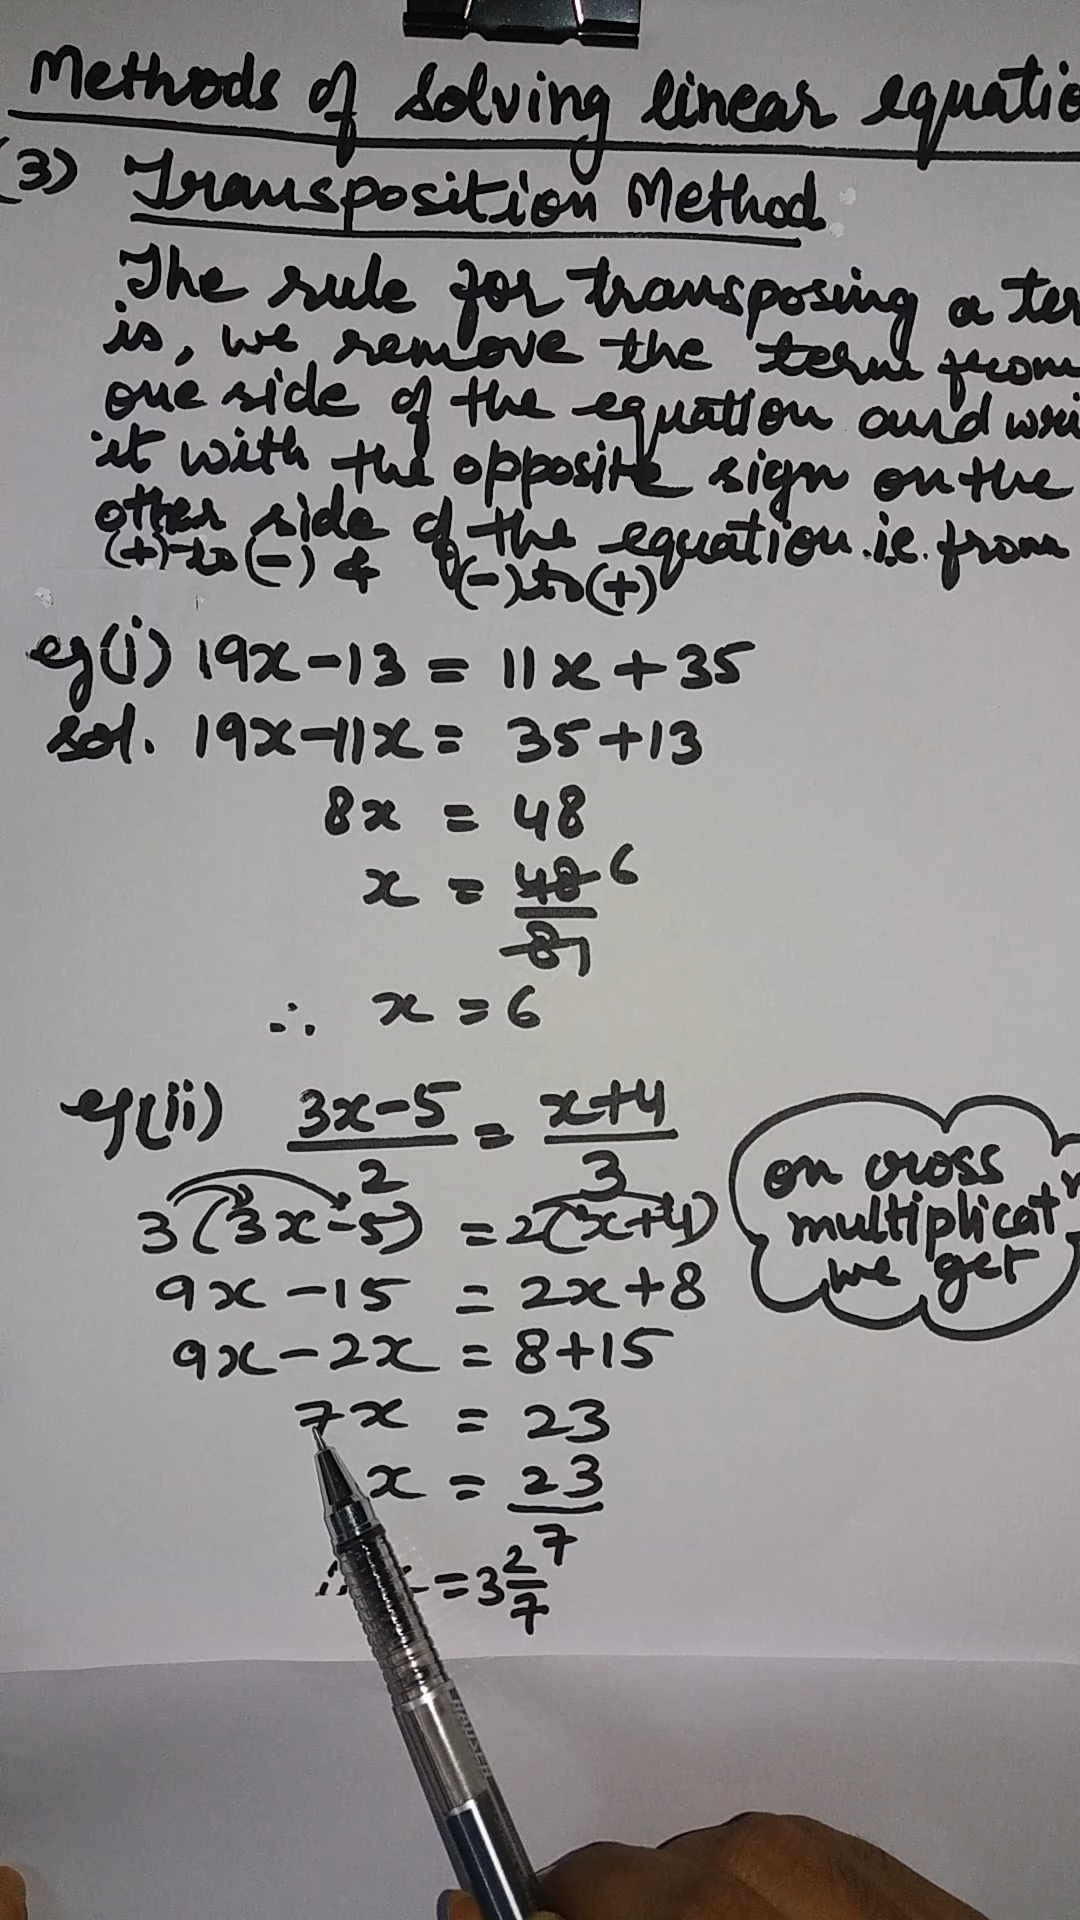 Methods of solving linear equatio
(3) Transposition Method
The rule for transposing a ter
is, we remove the term from
one side of the equation and wri
it with the opposite sign on the
other side of the equation.ie. from
(+) to (-) & (-) to (+)
eg(i) 19x-13 = 11x+35
sol. 19x-11x = 35+13
8x = 48
x = 48/8 6 1
∴ x = 6
eg(ii) 3x-5/2 = x+4/3
3(3x-5) = 2(x+4)
on cross
multiplicat n
we get
9x-15 = 2x+8
9x-2x = 8+15
7x = 23
x = 23/7
= 3 2/7
HAUSER